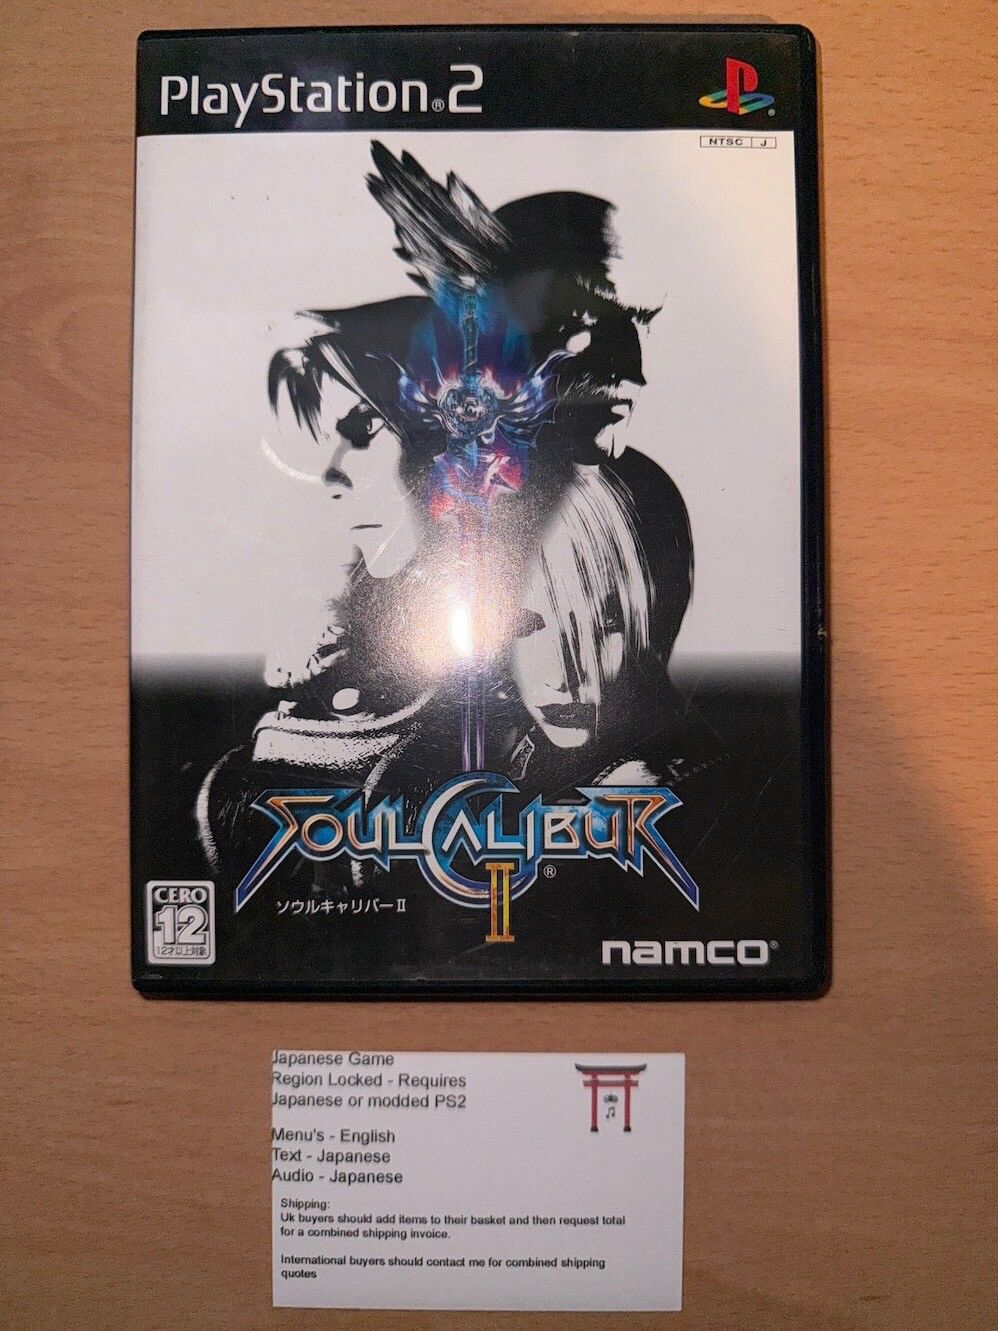 PlayStation®2
NTSC J
SOULCALIBUR®
II
ソウルキャリバーII
CERO
12
12才以上対象
namco®
Japanese Game
Region Locked - Requires
Japanese or modded PS2
Menu's - English
Text - Japanese
Audio - Japanese
Shipping:
Uk buyers should add items to their basket and then request total
for a combined shipping invoice.
International buyers should contact me for combined shipping
quotes